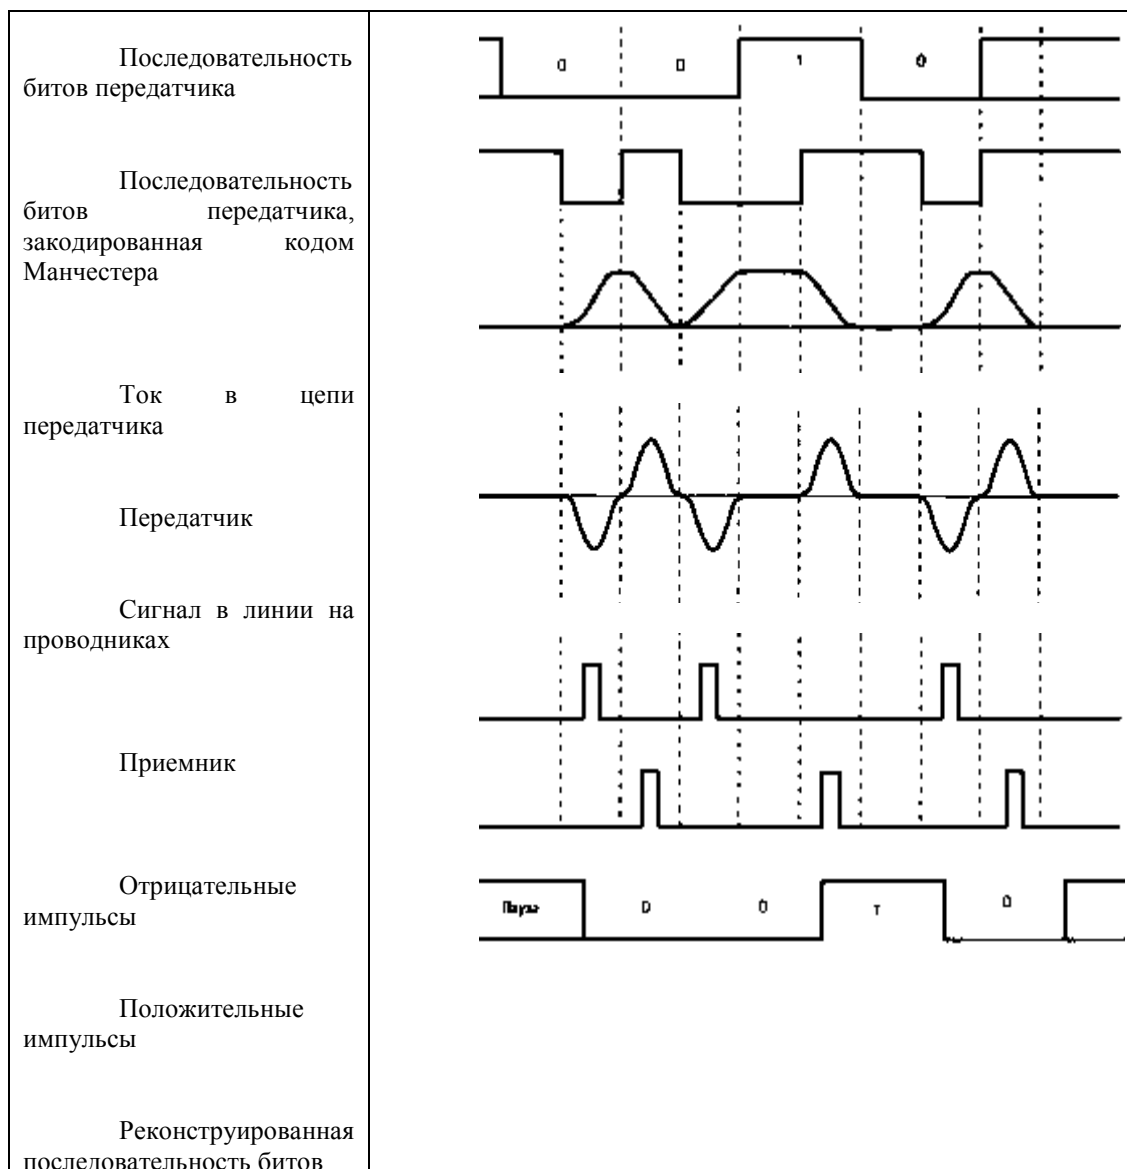 Последовательность
битов передатчика
0 0 1 0
Последовательность
битов передатчика,
закодированная кодом
Манчестера
Ток в цепи
передатчика
Передатчик
Сигнал в линии на
проводниках
Приемник
Отрицательные
импульсы
Пауза 0 0 1 0
Положительные
импульсы
Реконструированная
последовательность битов